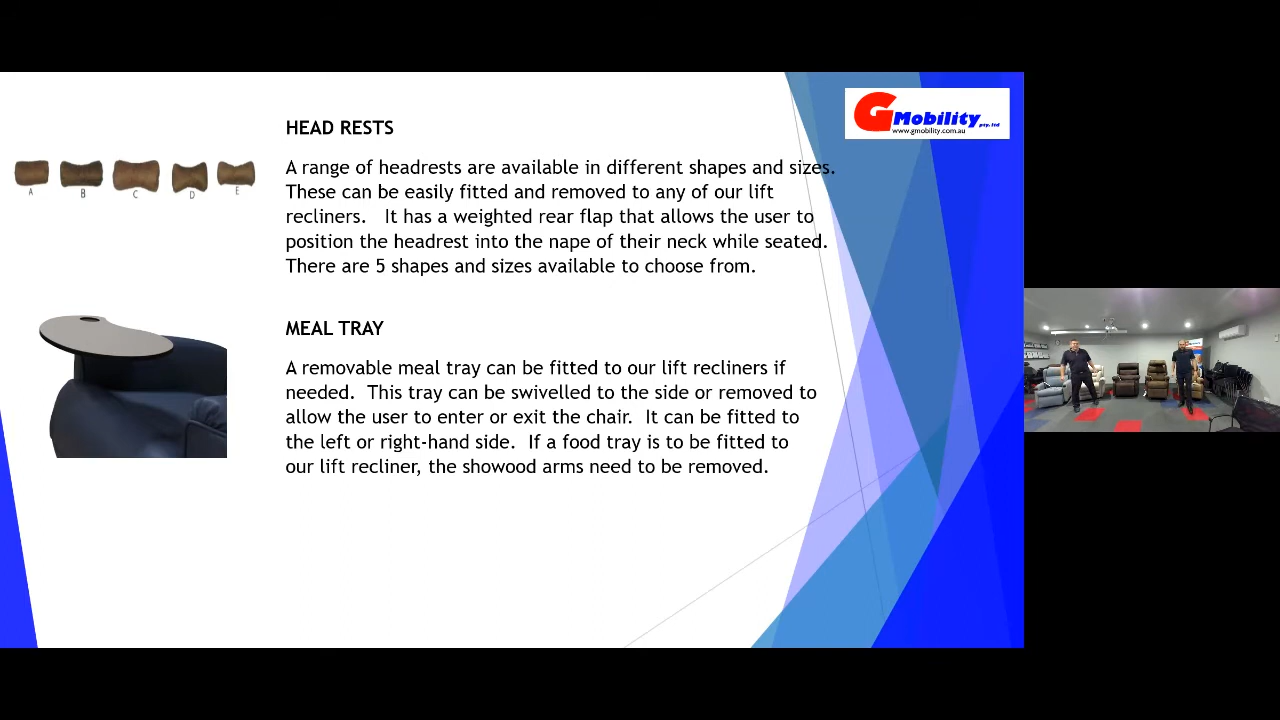 GMobility pty. ltd
www.gmobility.com.au
HEAD RESTS
A range of headrests are available in different shapes and sizes.
These can be easily fitted and removed to any of our lift
recliners. It has a weighted rear flap that allows the user to
position the headrest into the nape of their neck while seated.
There are 5 shapes and sizes available to choose from.
A B C D E
MEAL TRAY
A removable meal tray can be fitted to our lift recliners if
needed. This tray can be swivelled to the side or removed to
allow the user to enter or exit the chair. It can be fitted to
the left or right-hand side. If a food tray is to be fitted to
our lift recliner, the showood arms need to be removed.